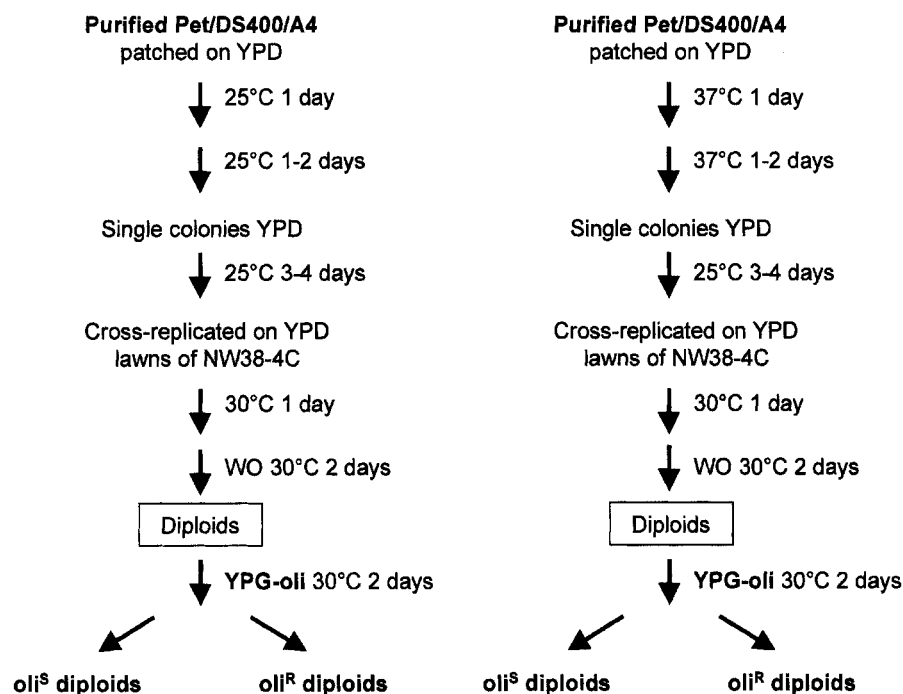 Purified Pet/DS400/A4
patched on YPD
25°C 1 day
25°C 1-2 days
Single colonies YPD
25°C 3-4 days
Cross-replicated on YPD
lawns of NW38-4C
30°C 1 day
WO 30°C 2 days
Diploids
YPG-oli 30°C 2 days
oliS diploids
oliR diploids
Purified Pet/DS400/A4
patched on YPD
37°C 1 day
37°C 1-2 days
Single colonies YPD
25°C 3-4 days
Cross-replicated on YPD
lawns of NW38-4C
30°C 1 day
WO 30°C 2 days
Diploids
YPG-oli 30°C 2 days
oliS diploids
oliR diploids